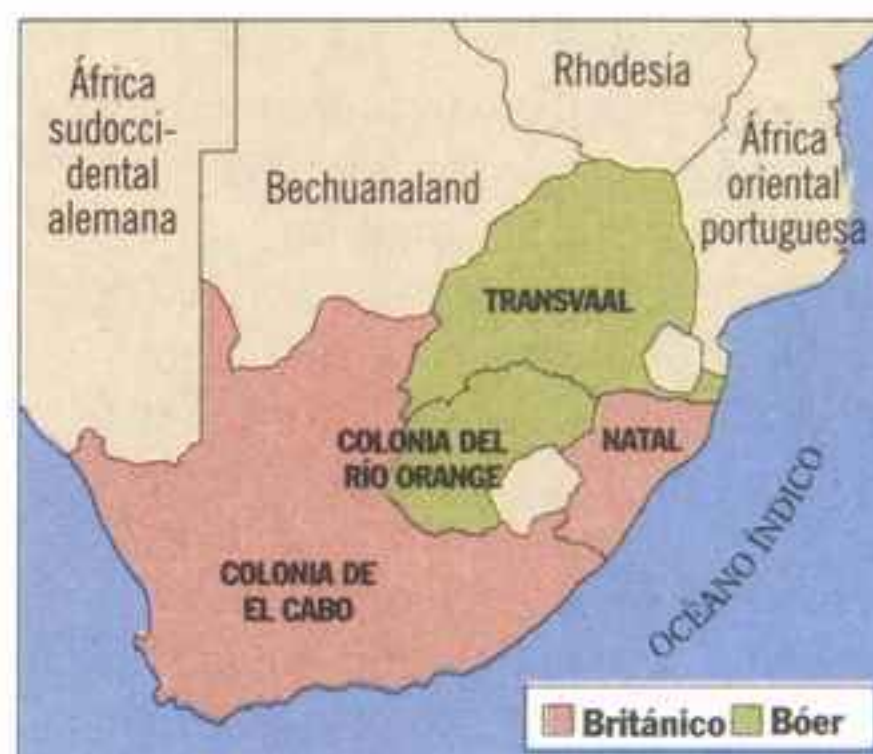 África
sudocci-
dental
alemana
Bechuanaland
Rhodesia
África
oriental
portuguesa
TRANSVAAL
COLONIA DEL
RÍO ORANGE
NATAL
COLONIA DE
EL CABO
OCÉANO ÍNDICO
Británico
Bóer